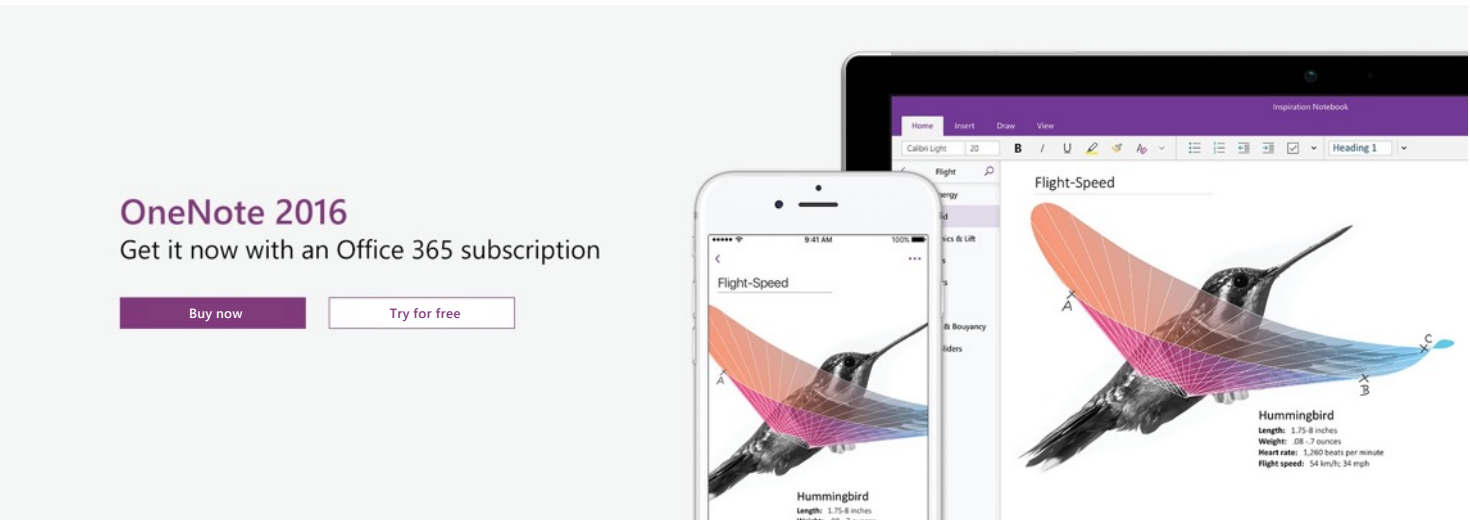 OneNote 2016
Get it now with an Office 365 subscription
Buy now
Try for free
Inspiration Notebook
Home Insert Draw View
Calibri Light 20 B I U Heading 1
Flight
Flight-Speed
& Lift
& Bouyancy
A
C
B
Hummingbird
Length: 1.75-8 inches
Weight: .08 -.7 ounces
Heart rate: 1,260 beats per minute
Flight speed: 54 km/h; 34 mph
9:41 AM 100%
Flight-Speed
A
Hummingbird
Length: 1.75-8 inches